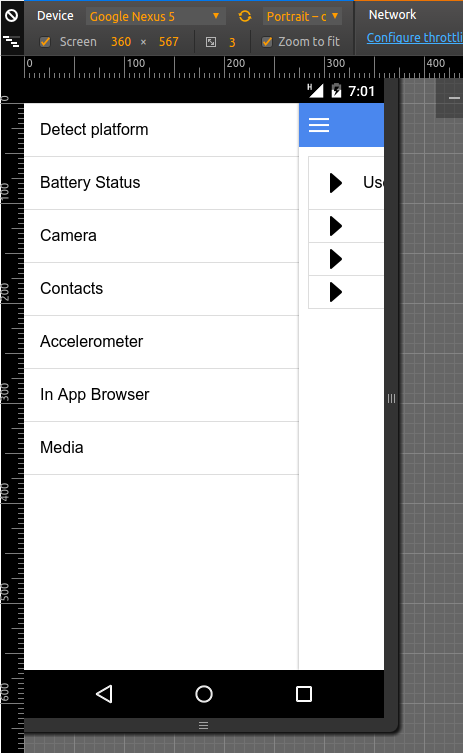 Device Google Nexus 5 Portrait – Network
Screen 360 × 567 3 Zoom to fit Configure
0 100 200 300 400
H 7:01
0
Detect platform
Battery Status
100
Camera
Contacts
200
Accelerometer
In App Browser
300
Media
400
500
600